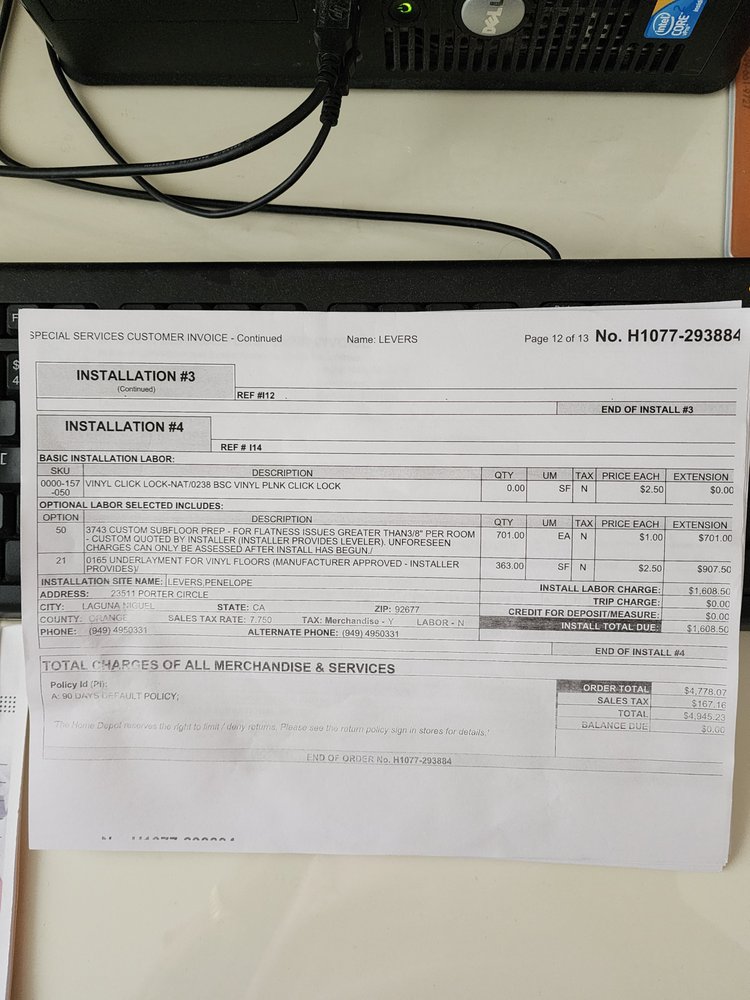 DELL
intel
CORE 2
SPECIAL SERVICES CUSTOMER INVOICE - Continued Name: LEVERS Page 12 of 13 No. H1077-293884
INSTALLATION #3
(Continued)
REF #I12
END OF INSTALL #3
INSTALLATION #4
REF # I14
BASIC INSTALLATION LABOR:
SKU DESCRIPTION QTY UM TAX PRICE EACH EXTENSION
0000-157-050 VINYL CLICK LOCK-NAT/0238 BSC VINYL PLNK CLICK LOCK 0.00 SF N $2.50 $0.00
OPTIONAL LABOR SELECTED INCLUDES:
OPTION DESCRIPTION QTY UM TAX PRICE EACH EXTENSION
50 3743 CUSTOM SUBFLOOR PREP - FOR FLATNESS ISSUES GREATER THAN3/8" PER ROOM 701.00 EA N $1.00 $701.00
- CUSTOM QUOTED BY INSTALLER (INSTALLER PROVIDES LEVELER). UNFORESEEN
CHARGES CAN ONLY BE ASSESSED AFTER INSTALL HAS BEGUN./
21 0165 UNDERLAYMENT FOR VINYL FLOORS (MANUFACTURER APPROVED - INSTALLER 363.00 SF N $2.50 $907.50
PROVIDES)/
INSTALLATION SITE NAME: LEVERS,PENELOPE INSTALL LABOR CHARGE: $1,608.50
ADDRESS: 23511 PORTER CIRCLE TRIP CHARGE: $0.00
CITY: LAGUNA NIGUEL STATE: CA ZIP: 92677 CREDIT FOR DEPOSIT/MEASURE: $0.00
COUNTY: ORANGE SALES TAX RATE: 7.750 TAX: Merchandise - Y LABOR - N INSTALL TOTAL DUE: $1,608.50
PHONE: (949) 4950331 ALTERNATE PHONE: (949) 4950331
END OF INSTALL #4
TOTAL CHARGES OF ALL MERCHANDISE & SERVICES
Policy Id (PI):
A: 90 DAYS DEFAULT POLICY;
ORDER TOTAL $4,778.07
SALES TAX $167.16
TOTAL $4,945.23
BALANCE DUE $0.00
'The Home Depot reserves the right to limit / deny returns. Please see the return policy sign in stores for details.'
END OF ORDER No. H1077-293884